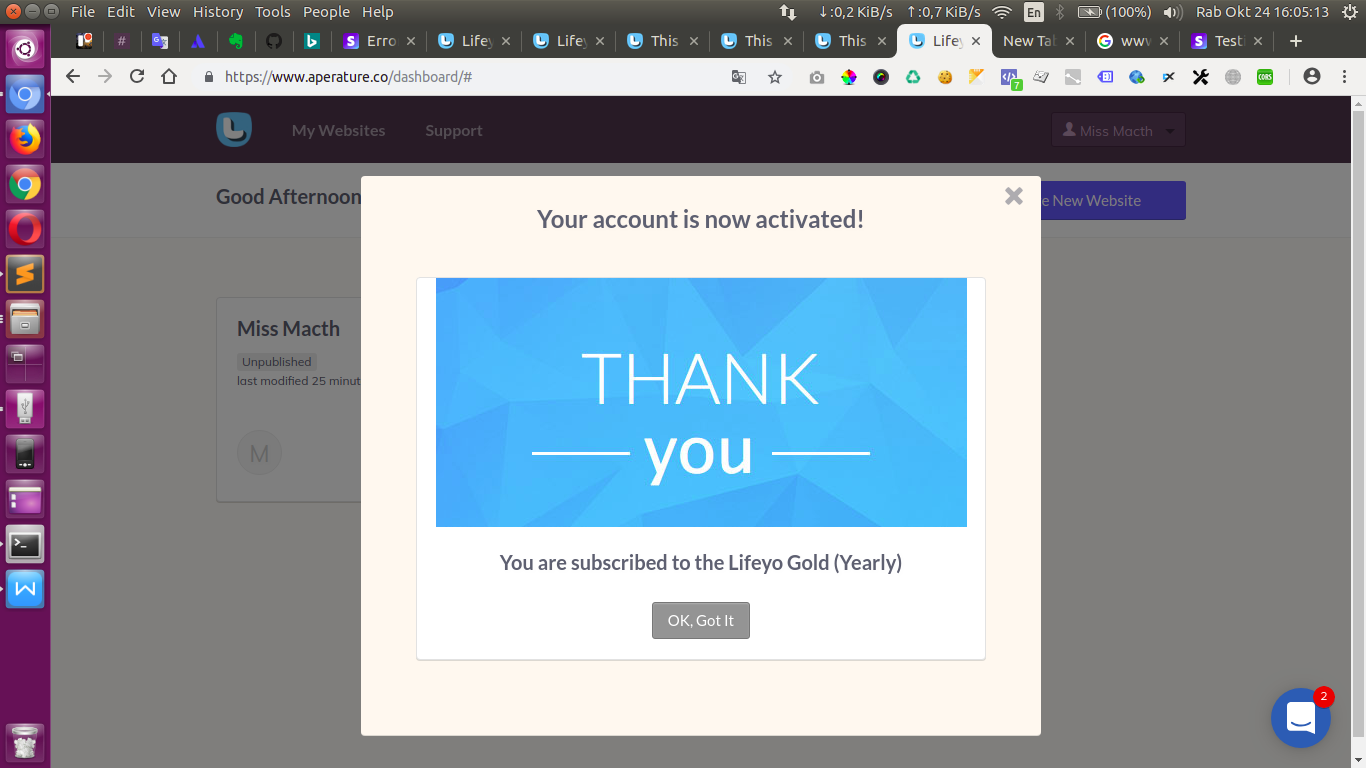 File Edit View History Tools People Help
↓:0,2 KiB/s ↑:0,7 KiB/s En (100%) Rab Okt 24 16:05:13
Erro Lifey Lifey This This This Lifey New Tab www Testi
https://www.aperature.co/dashboard/#
7
CORS
My Websites Support Miss Macth
Good Afternoon
e New Website
Your account is now activated!
THANK
you
Miss Macth
Unpublished
last modified 25 minut
M
You are subscribed to the Lifeyo Gold (Yearly)
OK, Got It
2